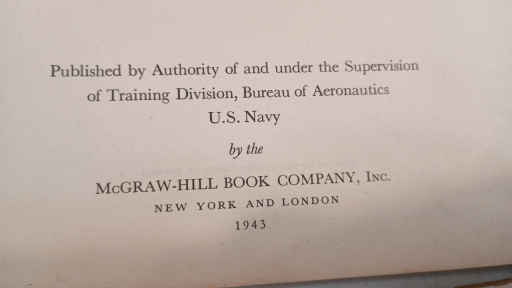 Published by Authority of and under the Supervision
of Training Division, Bureau of Aeronautics
U.S. Navy
by the
McGRAW-HILL BOOK COMPANY, Inc.
NEW YORK AND LONDON
1943